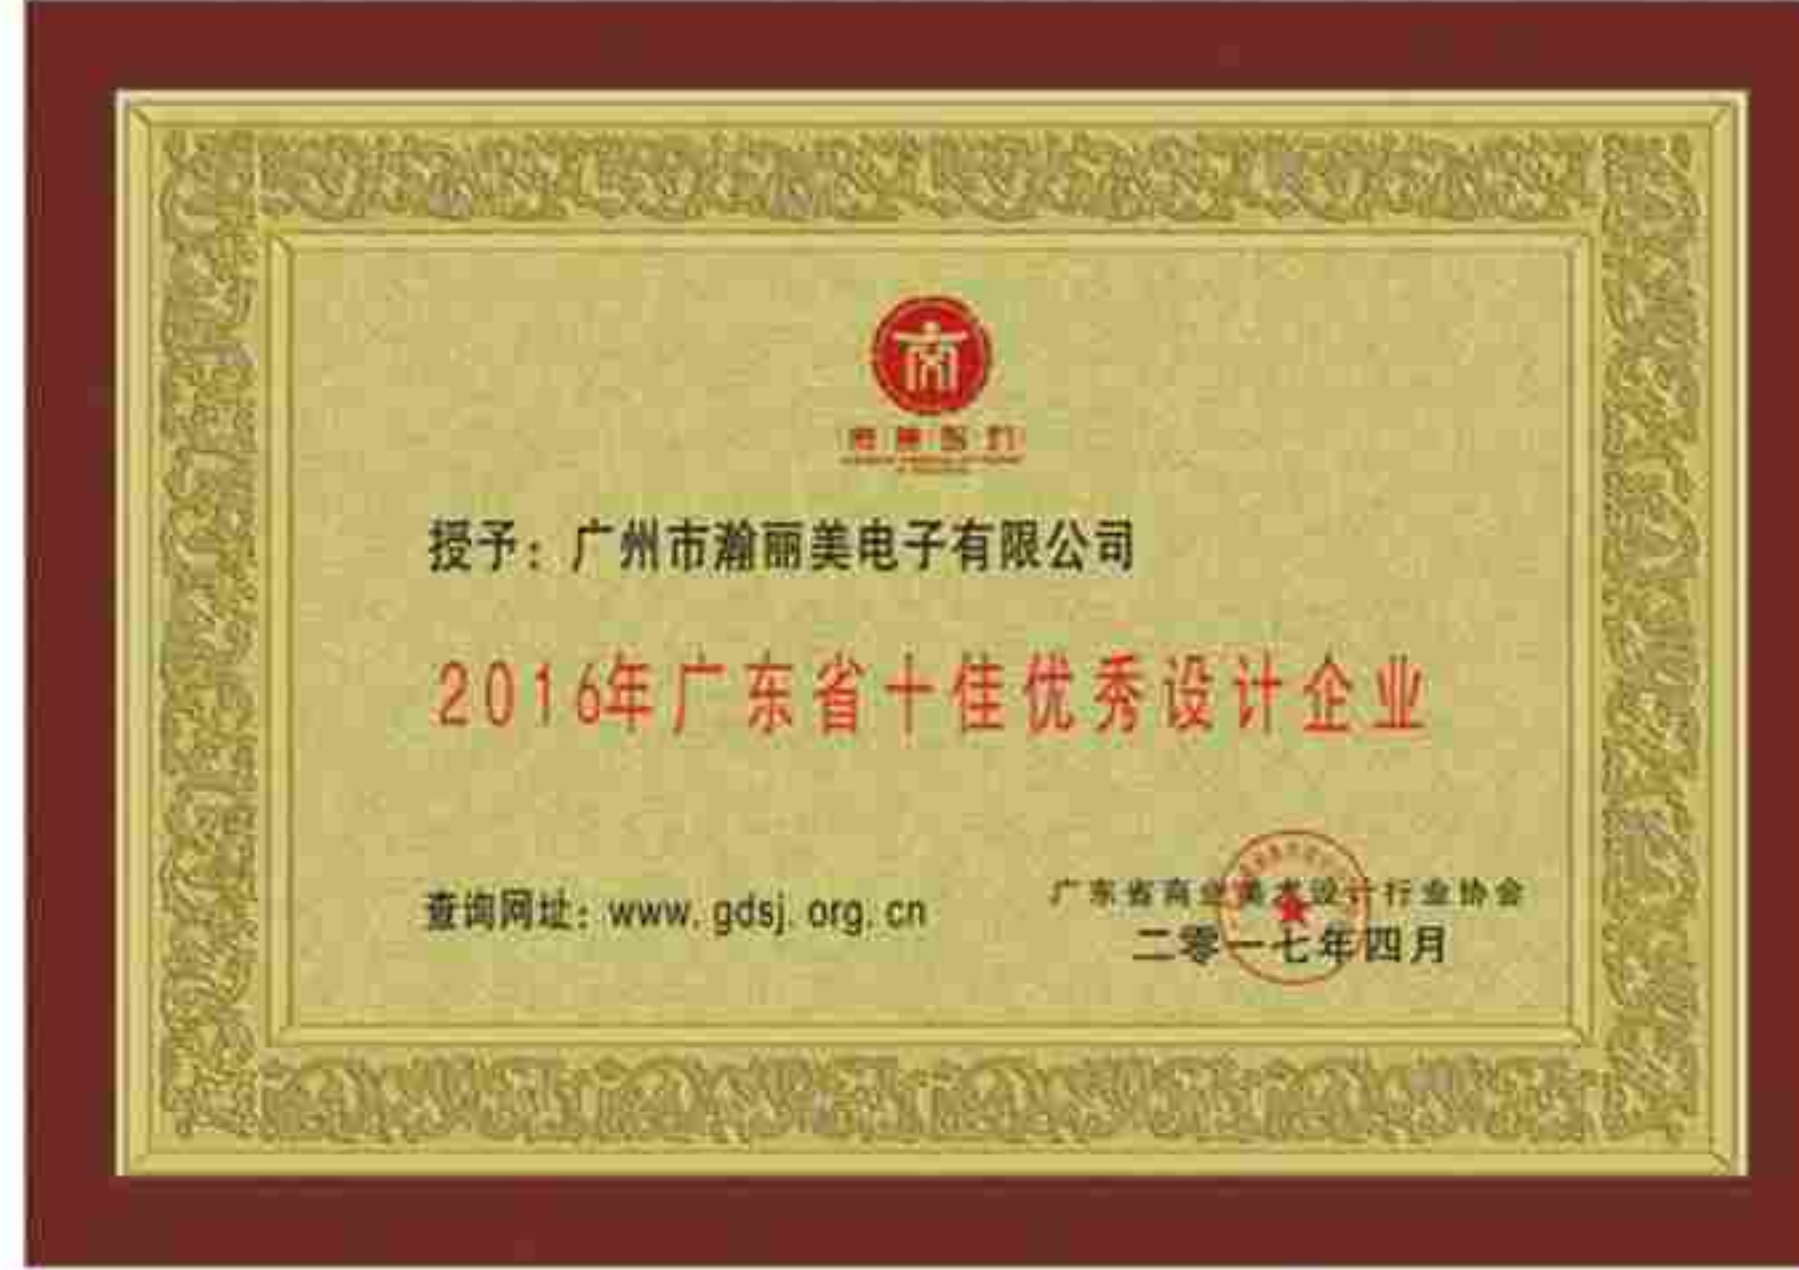 授予：广州市瀚丽美电子有限公司
2016年广东省十佳优秀设计企业
查询网址：www.gdsj.org.cn
广东省商业美术设计行业协会
二零一七年四月